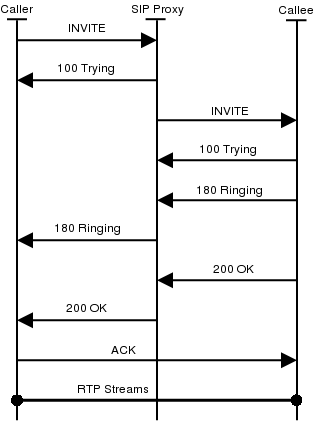 Caller SIP Proxy Callee
INVITE
100 Trying
INVITE
100 Trying
180 Ringing
180 Ringing
200 OK
200 OK
ACK
RTP Streams